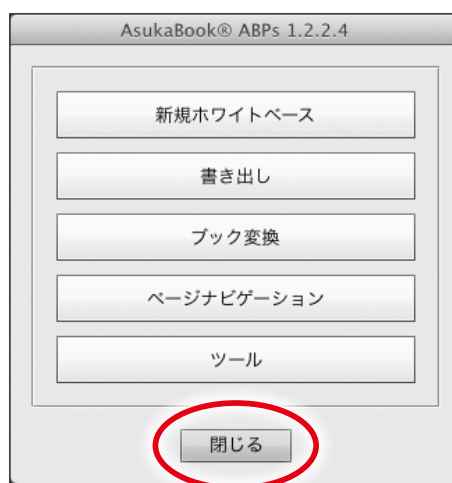 AsukaBook® ABPs 1.2.2.4
新規ホワイトベース
書き出し
ブック変換
ページナビゲーション
ツール
閉じる